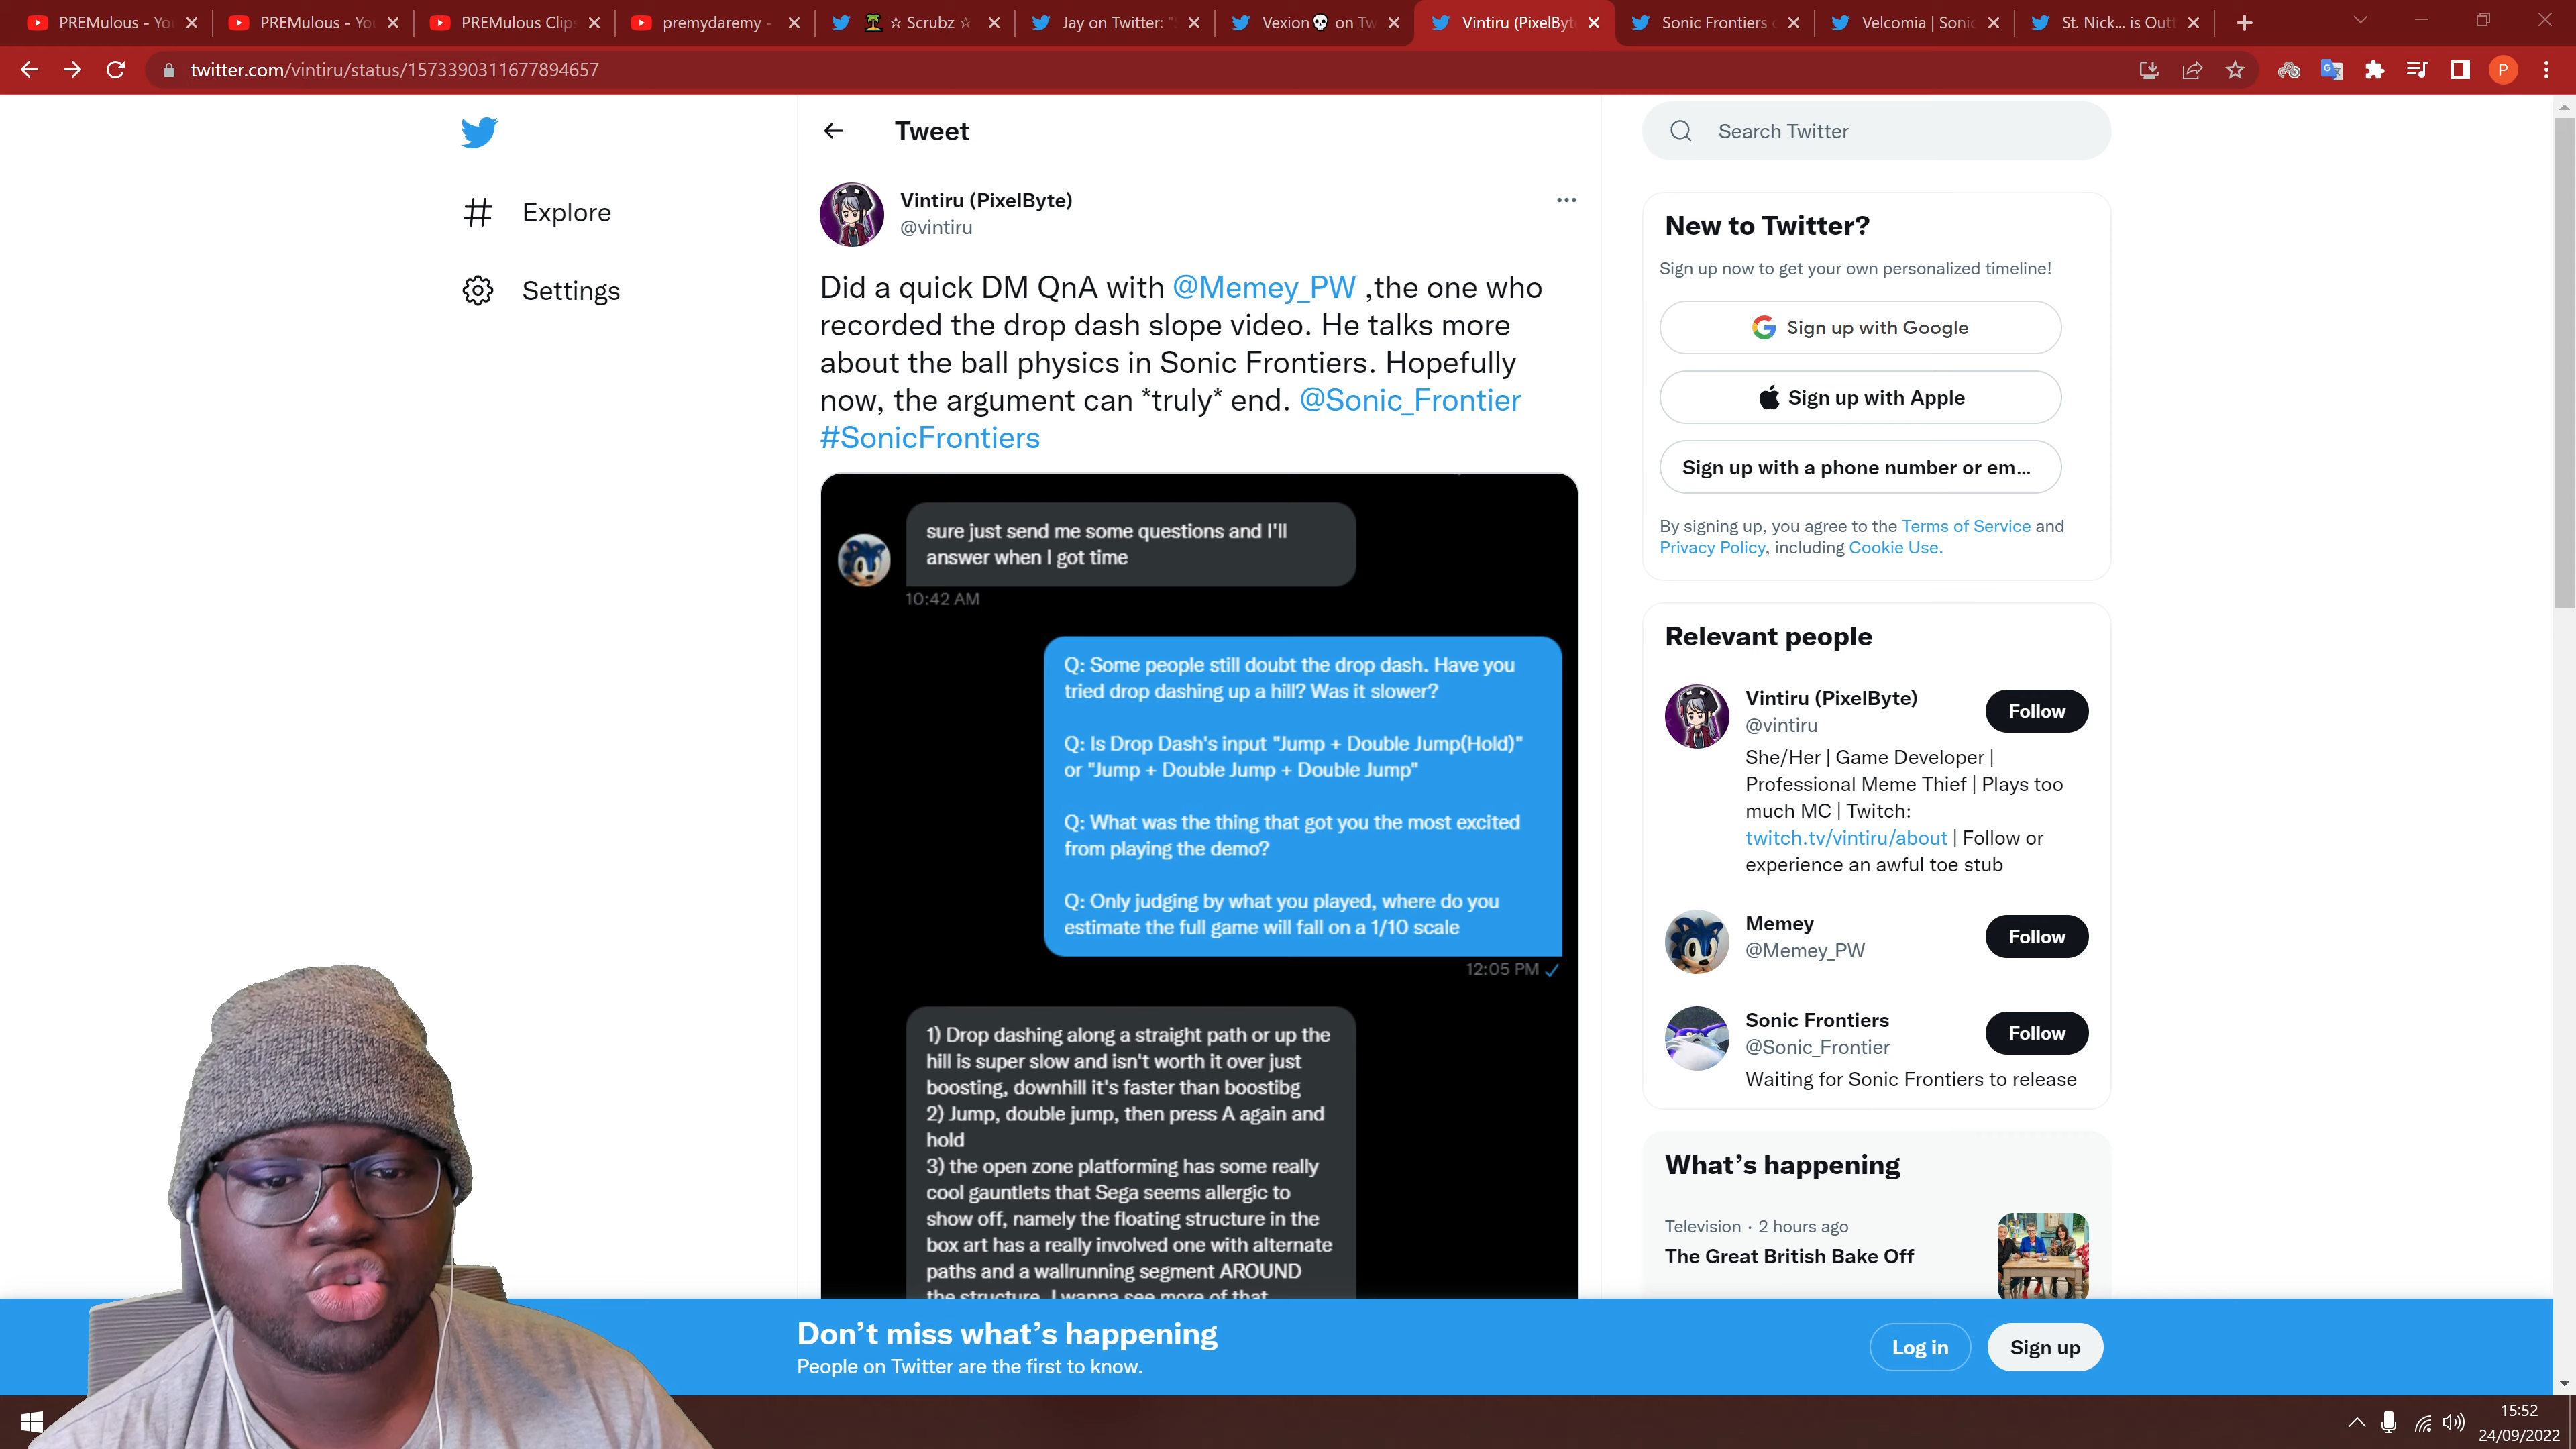 PREMulous - Yo
PREMulous - Yo
PREMulous Clip
premydaremy -
☆ Scrubz ☆
Jay on Twitter: "
Vexion💀 on Tw
Vintiru (PixelByt
Sonic Frontiers
Velcomia | Sonic
St. Nick... is Out
twitter.com/vintiru/status/1573390311677894657
P
Explore
Settings
Tweet
Vintiru (PixelByte)
@vintiru
Did a quick DM QnA with @Memey_PW ,the one who
recorded the drop dash slope video. He talks more
about the ball physics in Sonic Frontiers. Hopefully
now, the argument can *truly* end. @Sonic_Frontier
#SonicFrontiers
sure just send me some questions and I'll
answer when I got time
10:42 AM
Q: Some people still doubt the drop dash. Have you
tried drop dashing up a hill? Was it slower?
Q: Is Drop Dash's input "Jump + Double Jump(Hold)"
or "Jump + Double Jump + Double Jump"
Q: What was the thing that got you the most excited
from playing the demo?
Q: Only judging by what you played, where do you
estimate the full game will fall on a 1/10 scale
12:05 PM
1) Drop dashing along a straight path or up the
hill is super slow and isn't worth it over just
boosting, downhill it's faster than boostibg
2) Jump, double jump, then press A again and
hold
3) the open zone platforming has some really
cool gauntlets that Sega seems allergic to
show off, namely the floating structure in the
box art has a really involved one with alternate
paths and a wallrunning segment AROUND
the structure. I wanna see more of that
Search Twitter
New to Twitter?
Sign up now to get your own personalized timeline!
Sign up with Google
Sign up with Apple
Sign up with a phone number or em...
By signing up, you agree to the Terms of Service and
Privacy Policy, including Cookie Use.
Relevant people
Vintiru (PixelByte)
@vintiru
Follow
She/Her | Game Developer |
Professional Meme Thief | Plays too
much MC | Twitch:
twitch.tv/vintiru/about | Follow or
experience an awful toe stub
Memey
@Memey_PW
Follow
Sonic Frontiers
@Sonic_Frontier
Follow
Waiting for Sonic Frontiers to release
What's happening
Television · 2 hours ago
The Great British Bake Off
Don't miss what's happening
People on Twitter are the first to know.
Log in
Sign up
15:52
24/09/2022